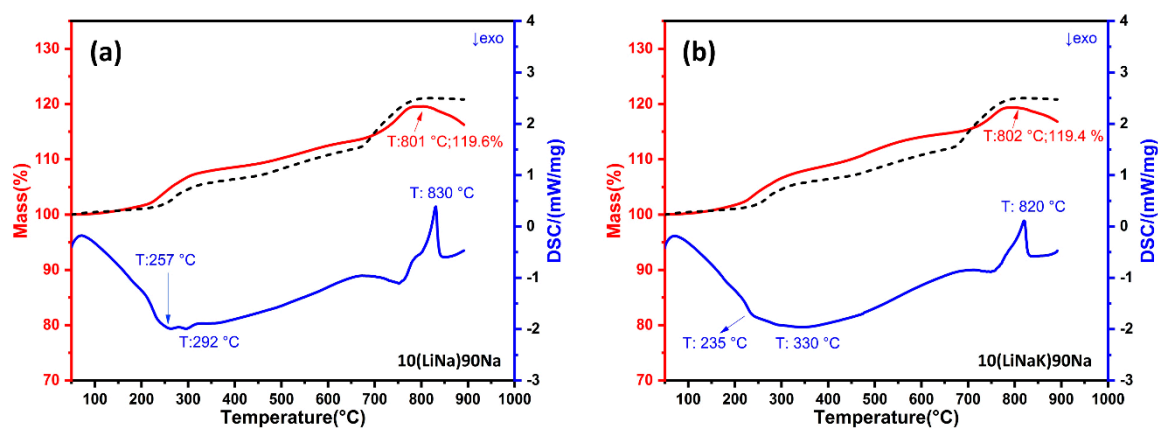 (a)
↓exo
T:801 °C;119.6%
T: 830 °C
T:257 °C
T:292 °C
10(LiNa)90Na
Mass(%)
135
130
120
110
100
90
80
70
DSC/(mW/mg)
4
3
2
1
0
-1
-2
-3
100 200 300 400 500 600 700 800 900 1000
Temperature(°C)
(b)
↓exo
T:802 °C;119.4 %
T: 820 °C
T: 235 °C
T: 330 °C
10(LiNaK)90Na
Mass(%)
130
120
110
100
90
80
70
DSC/(mW/mg)
4
3
2
1
0
-1
-2
-3
100 200 300 400 500 600 700 800 900 1000
Temperature(°C)